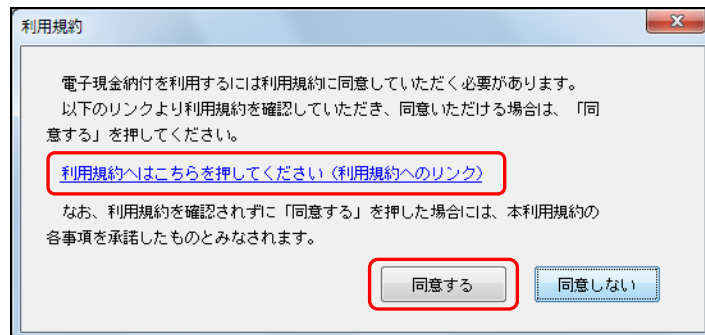 利用規約
電子現金納付を利用するには利用規約に同意していただく必要があります。
以下のリンクより利用規約を確認していただき、同意いただける場合は、「同
意する」を押してください。
利用規約へはこちらを押してください（利用規約へのリンク）
なお、利用規約を確認されずに「同意する」を押した場合には、本利用規約の
各事項を承諾したものとみなされます。
同意する 同意しない